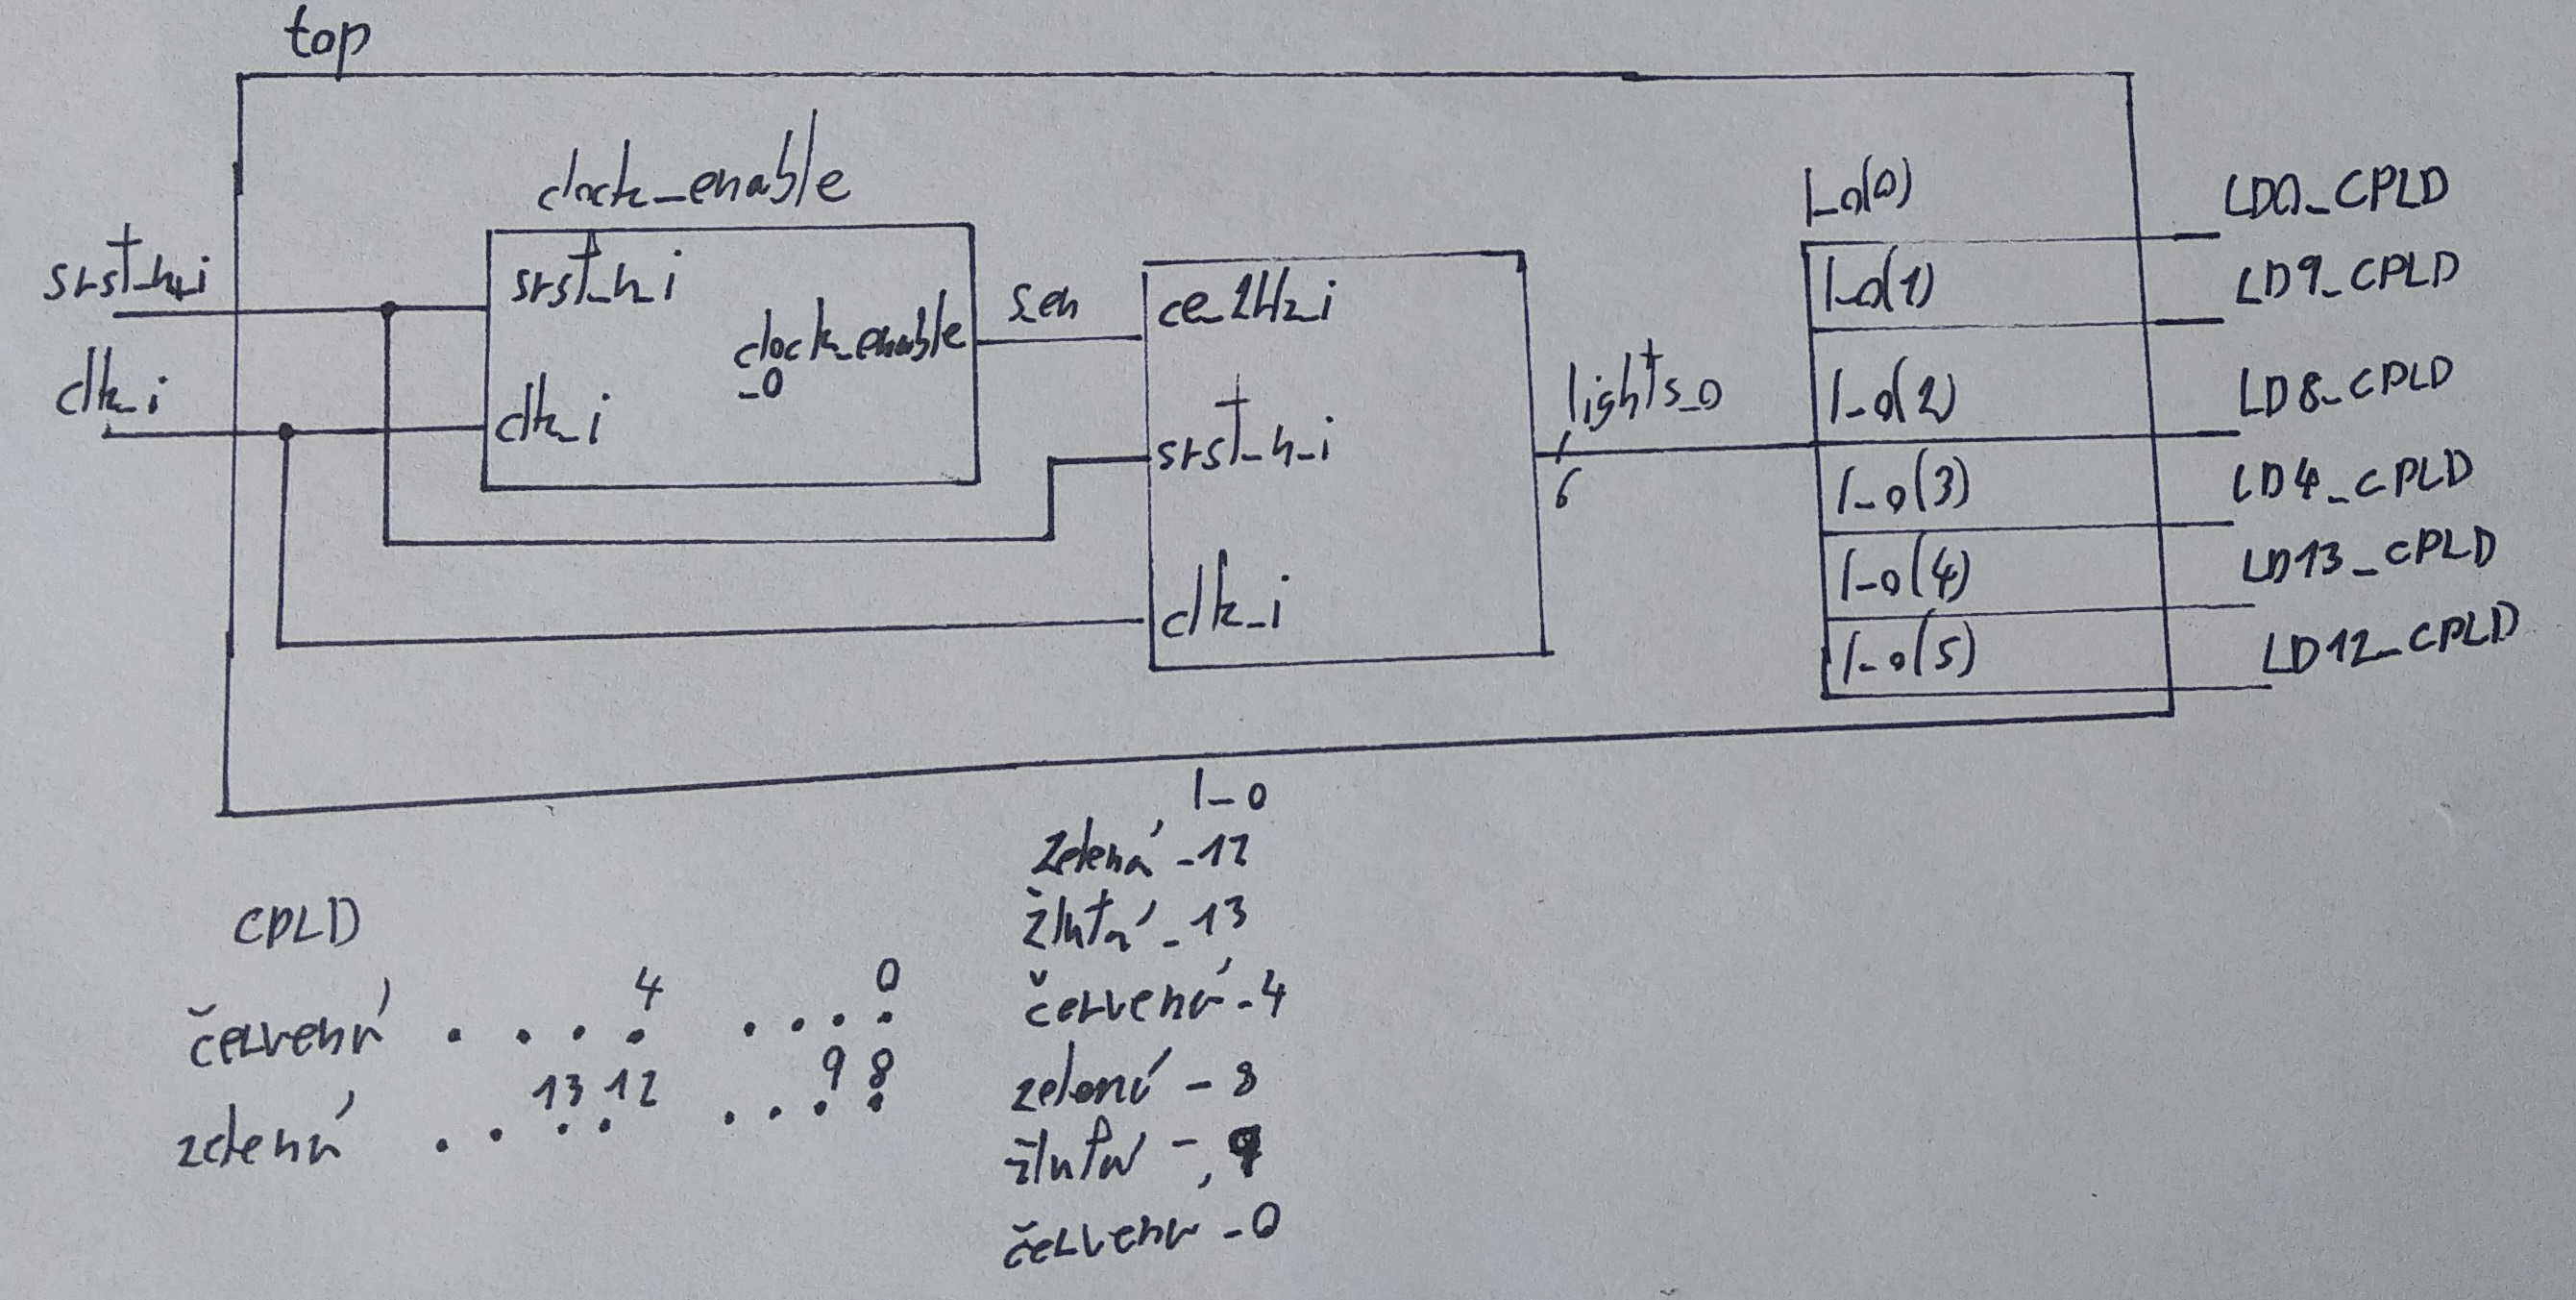 top
clock_enable
srst_n_i
clk_i
srst_n_i
clock_enable
_o
clk_i
s_en
ce_2Hz_i
srst_n_i
clk_i
lights_o
6
l_o(0)
l_o(1)
l_o(2)
l_o(3)
l_o(4)
l_o(5)
LD0_CPLD
LD9_CPLD
LD8_CPLD
LD4_CPLD
LD13_CPLD
LD12_CPLD
CPLD
4 0
červená
13 12 9 8
zelená
l_o
zelená - 12
žlutá - 13
červená - 4
zelená - 8
žlutá - 9
červená - 0